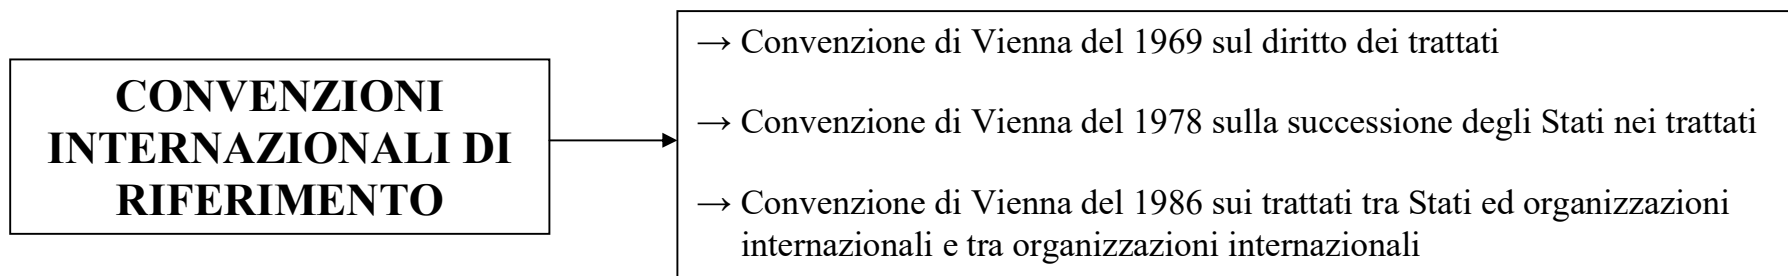 CONVENZIONI
INTERNAZIONALI DI
RIFERIMENTO
→ Convenzione di Vienna del 1969 sul diritto dei trattati
→ Convenzione di Vienna del 1978 sulla successione degli Stati nei trattati
→ Convenzione di Vienna del 1986 sui trattati tra Stati ed organizzazioni
internazionali e tra organizzazioni internazionali